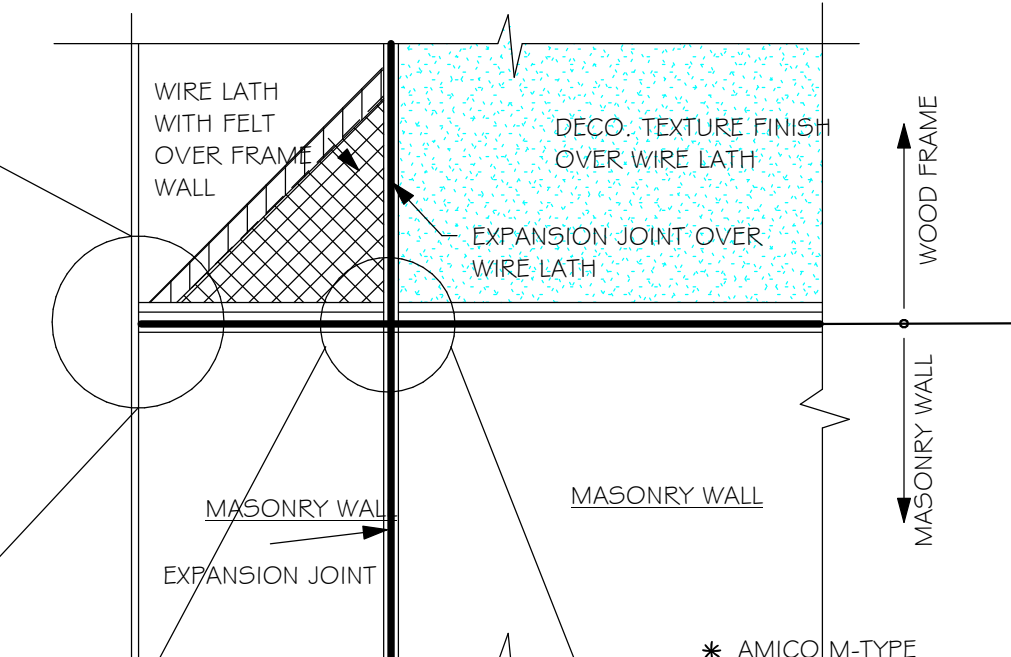 WIRE LATH
WITH FELT
OVER FRAME
WALL
DECO. TEXTURE FINISH
OVER WIRE LATH
EXPANSION JOINT OVER
WIRE LATH
WOOD FRAME
MASONRY WALL
MASONRY WALL
MASONRY WALL
EXPANSION JOINT
* AMICO M-TYPE